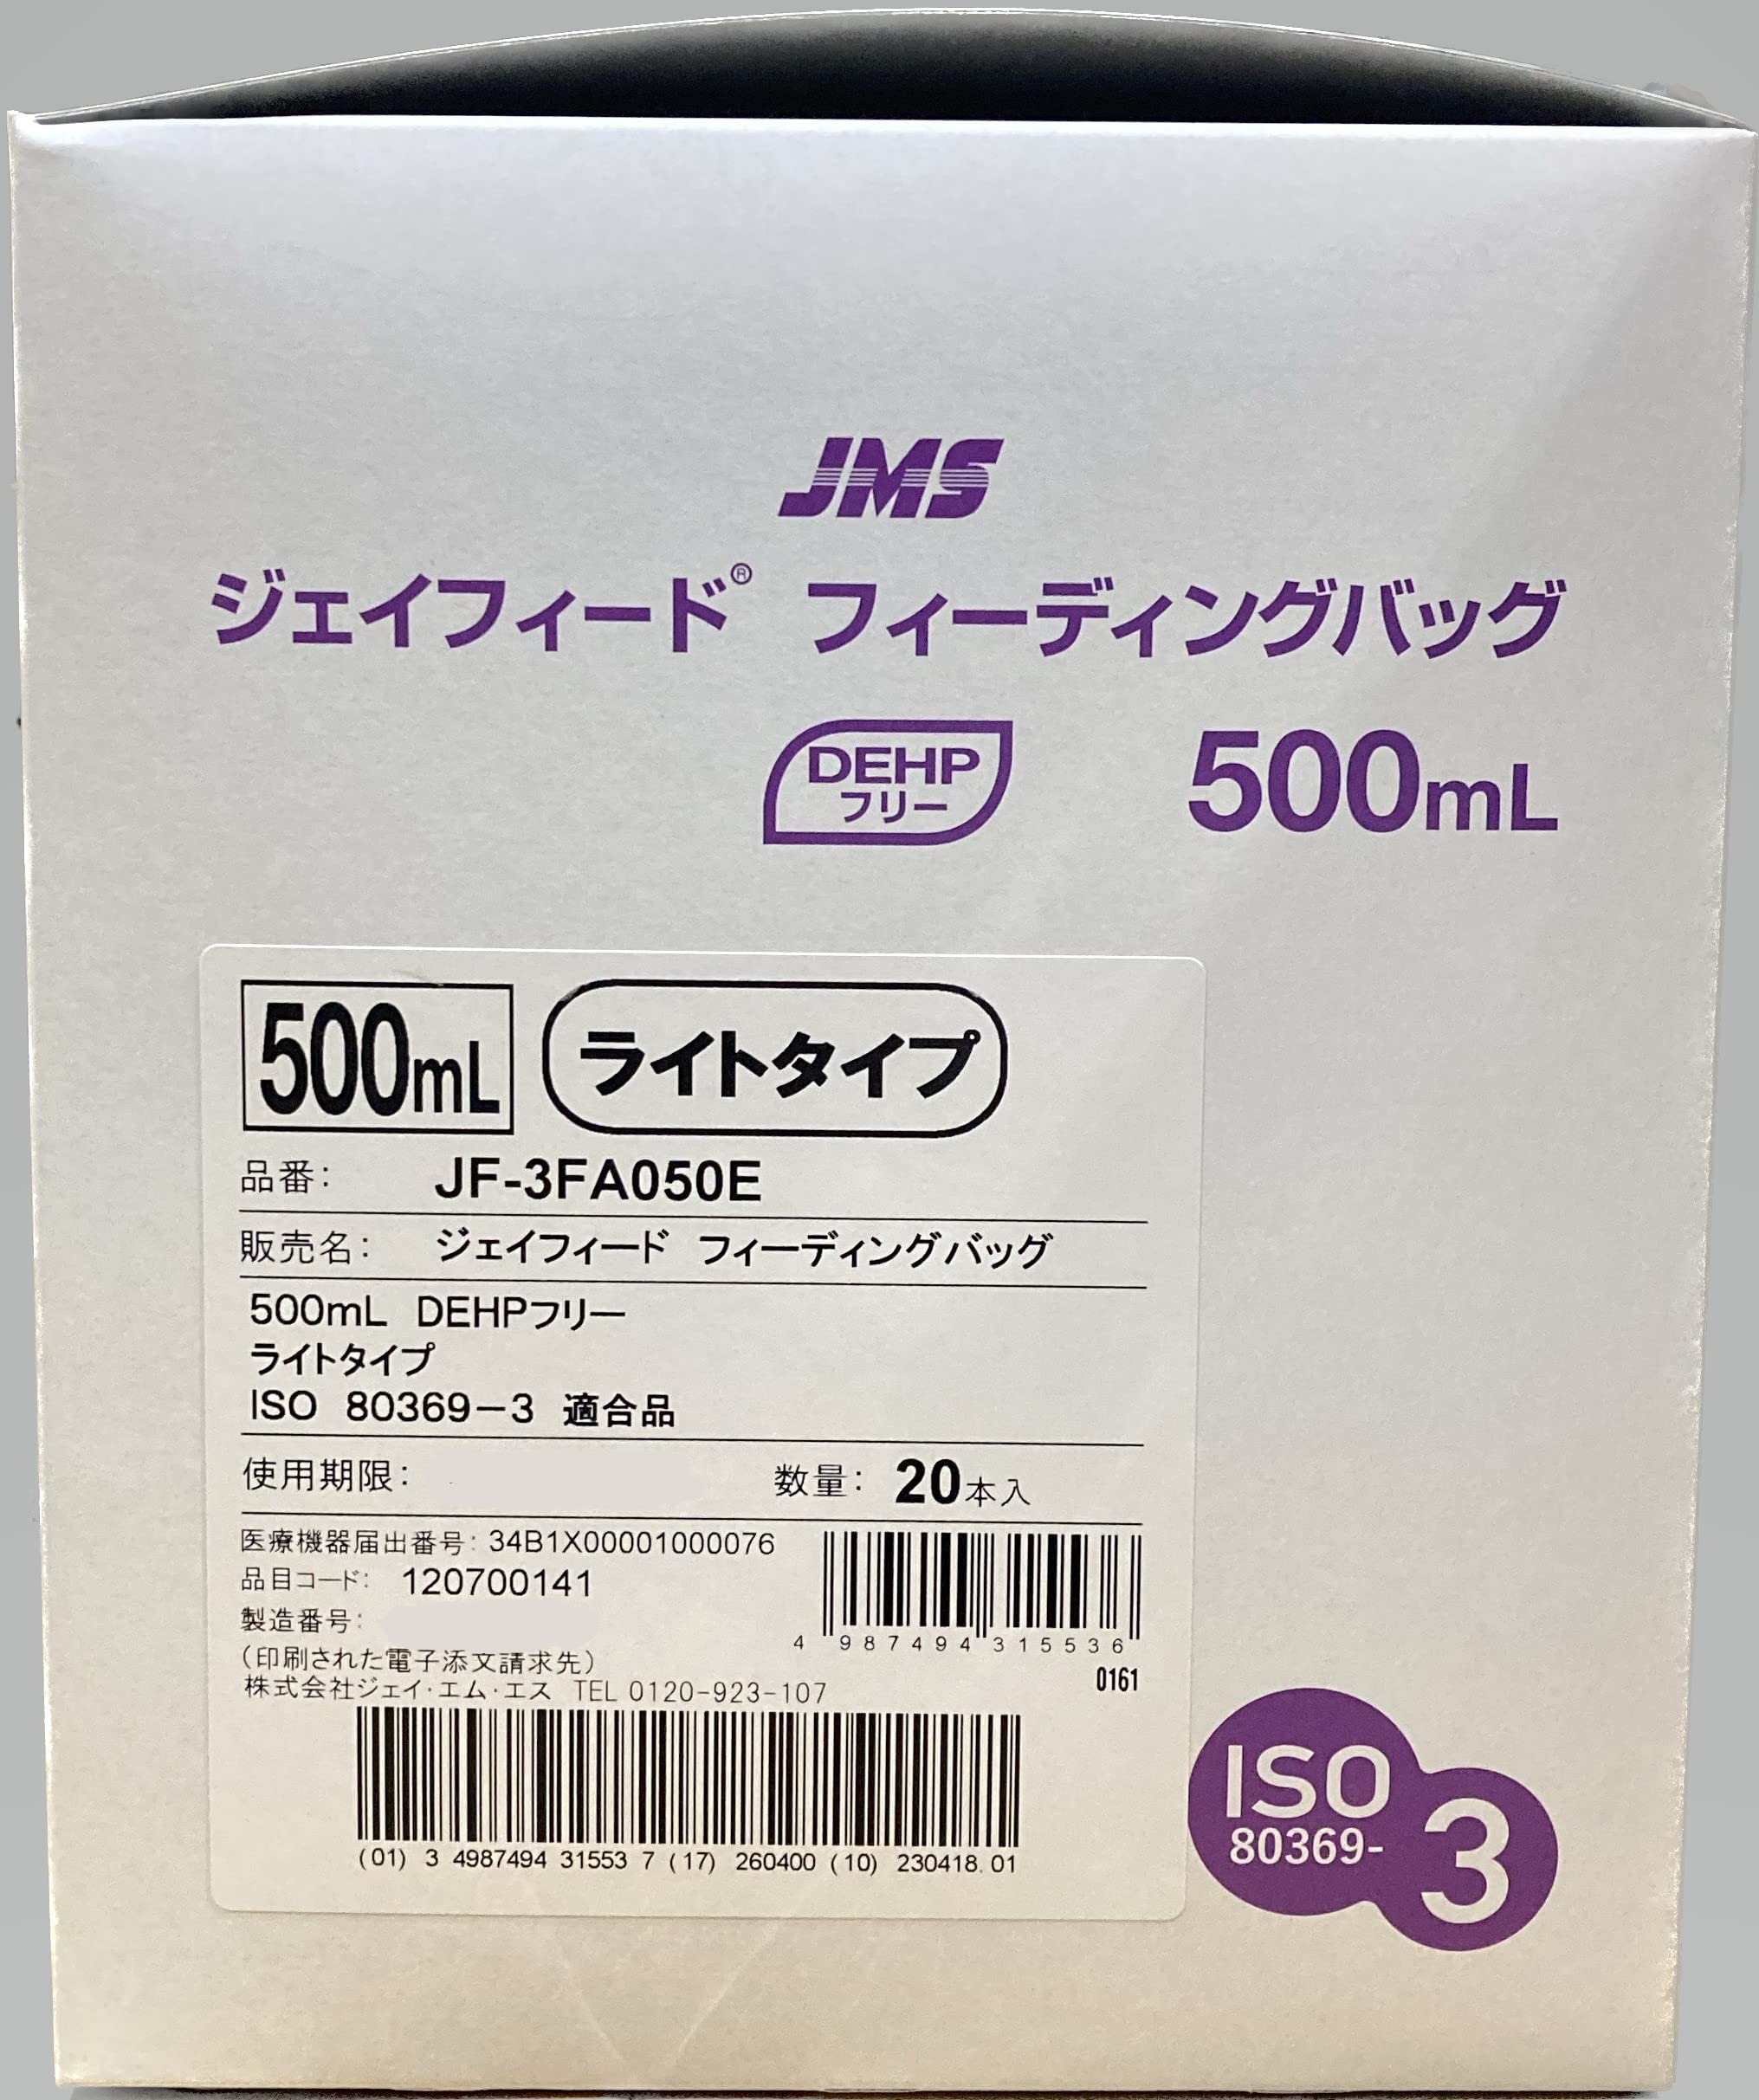 JMS
ジェイフィード® フィーディングバッグ
DEHP
フリー
500mL
500mL ライトタイプ
品番: JF-3FA050E
販売名: ジェイフィード フィーディングバッグ
500mL DEHPフリー
ライトタイプ
ISO 80369-3 適合品
使用期限: 数量: 20本入
医療機器届出番号: 34B1X00001000076
品目コード: 120700141
製造番号:
4 987494 315536
(印刷された電子添文請求先)
株式会社ジェイ・エム・エス TEL 0120-923-107
0161
(01) 3 4987494 31553 7 (17) 260400 (10) 230418.01
ISO
80369-
3